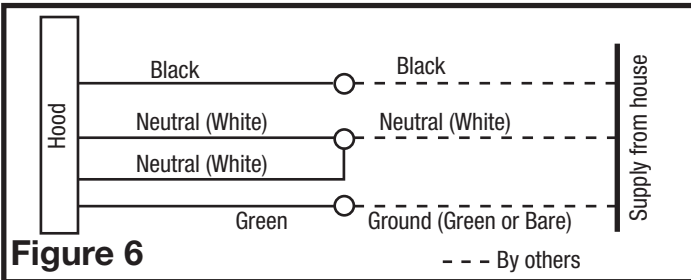 Hood
Black
Black
Neutral (White)
Neutral (White)
Neutral (White)
Green
Ground (Green or Bare)
Supply from house
Figure 6
- - - By others